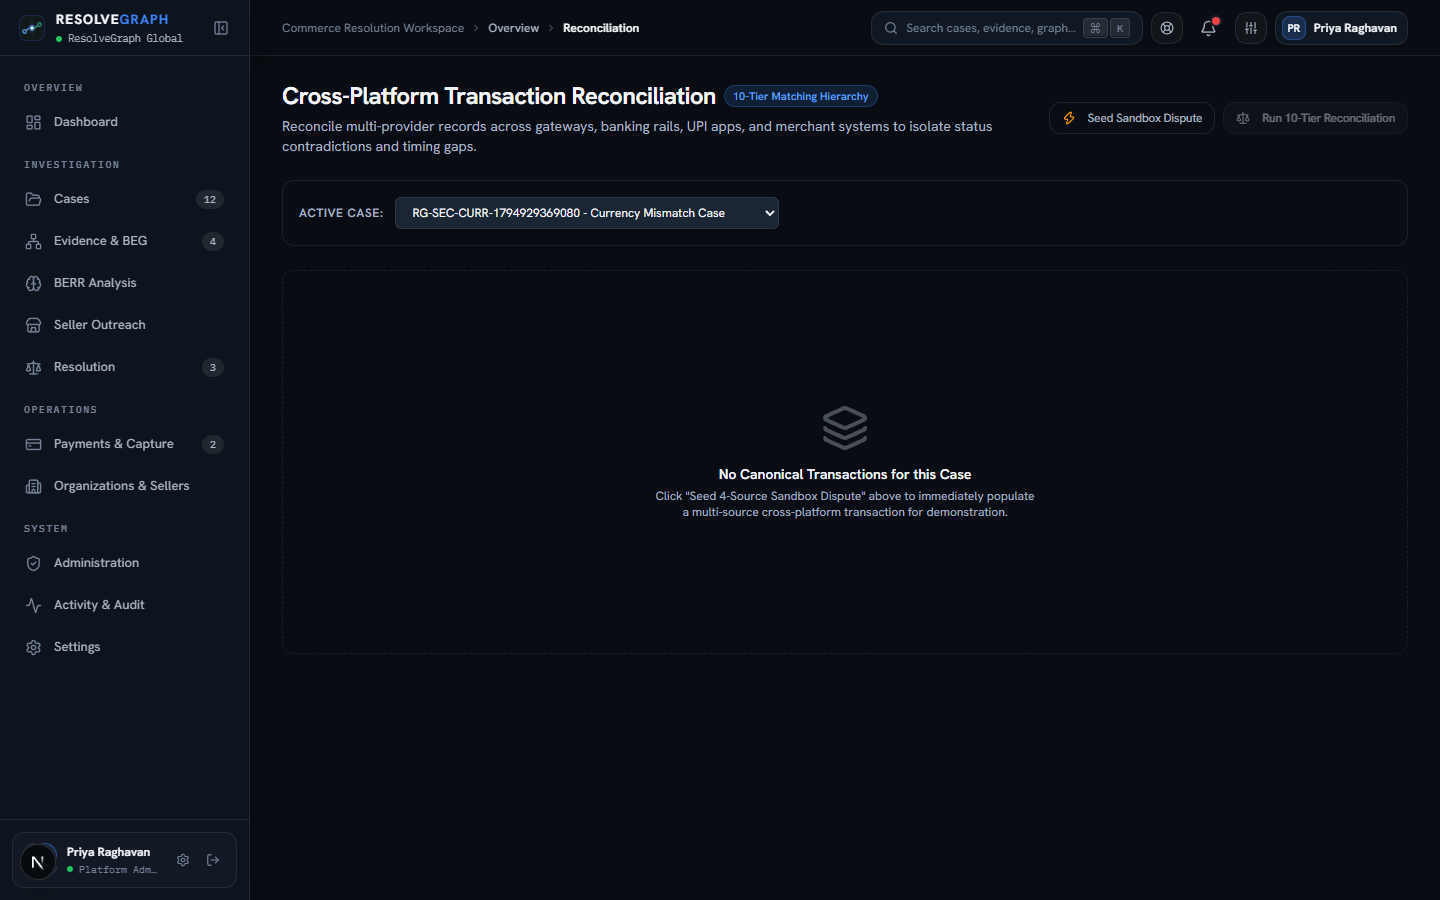 RESOLVEGRAPH
ResolveGraph Global
OVERVIEW
Dashboard
INVESTIGATION
Cases 12
Evidence & BEG 4
BERR Analysis
Seller Outreach
Resolution 3
OPERATIONS
Payments & Capture 2
Organizations & Sellers
SYSTEM
Administration
Activity & Audit
Settings
N
Priya Raghavan
Platform Adm…
Commerce Resolution Workspace > Overview > Reconciliation
Search cases, evidence, graph... ⌘ K
PR Priya Raghavan
Cross-Platform Transaction Reconciliation 10-Tier Matching Hierarchy
Reconcile multi-provider records across gateways, banking rails, UPI apps, and merchant systems to isolate status
contradictions and timing gaps.
Seed Sandbox Dispute
Run 10-Tier Reconciliation
ACTIVE CASE: RG-SEC-CURR-1794929369080 - Currency Mismatch Case
No Canonical Transactions for this Case
Click "Seed 4-Source Sandbox Dispute" above to immediately populate
a multi-source cross-platform transaction for demonstration.